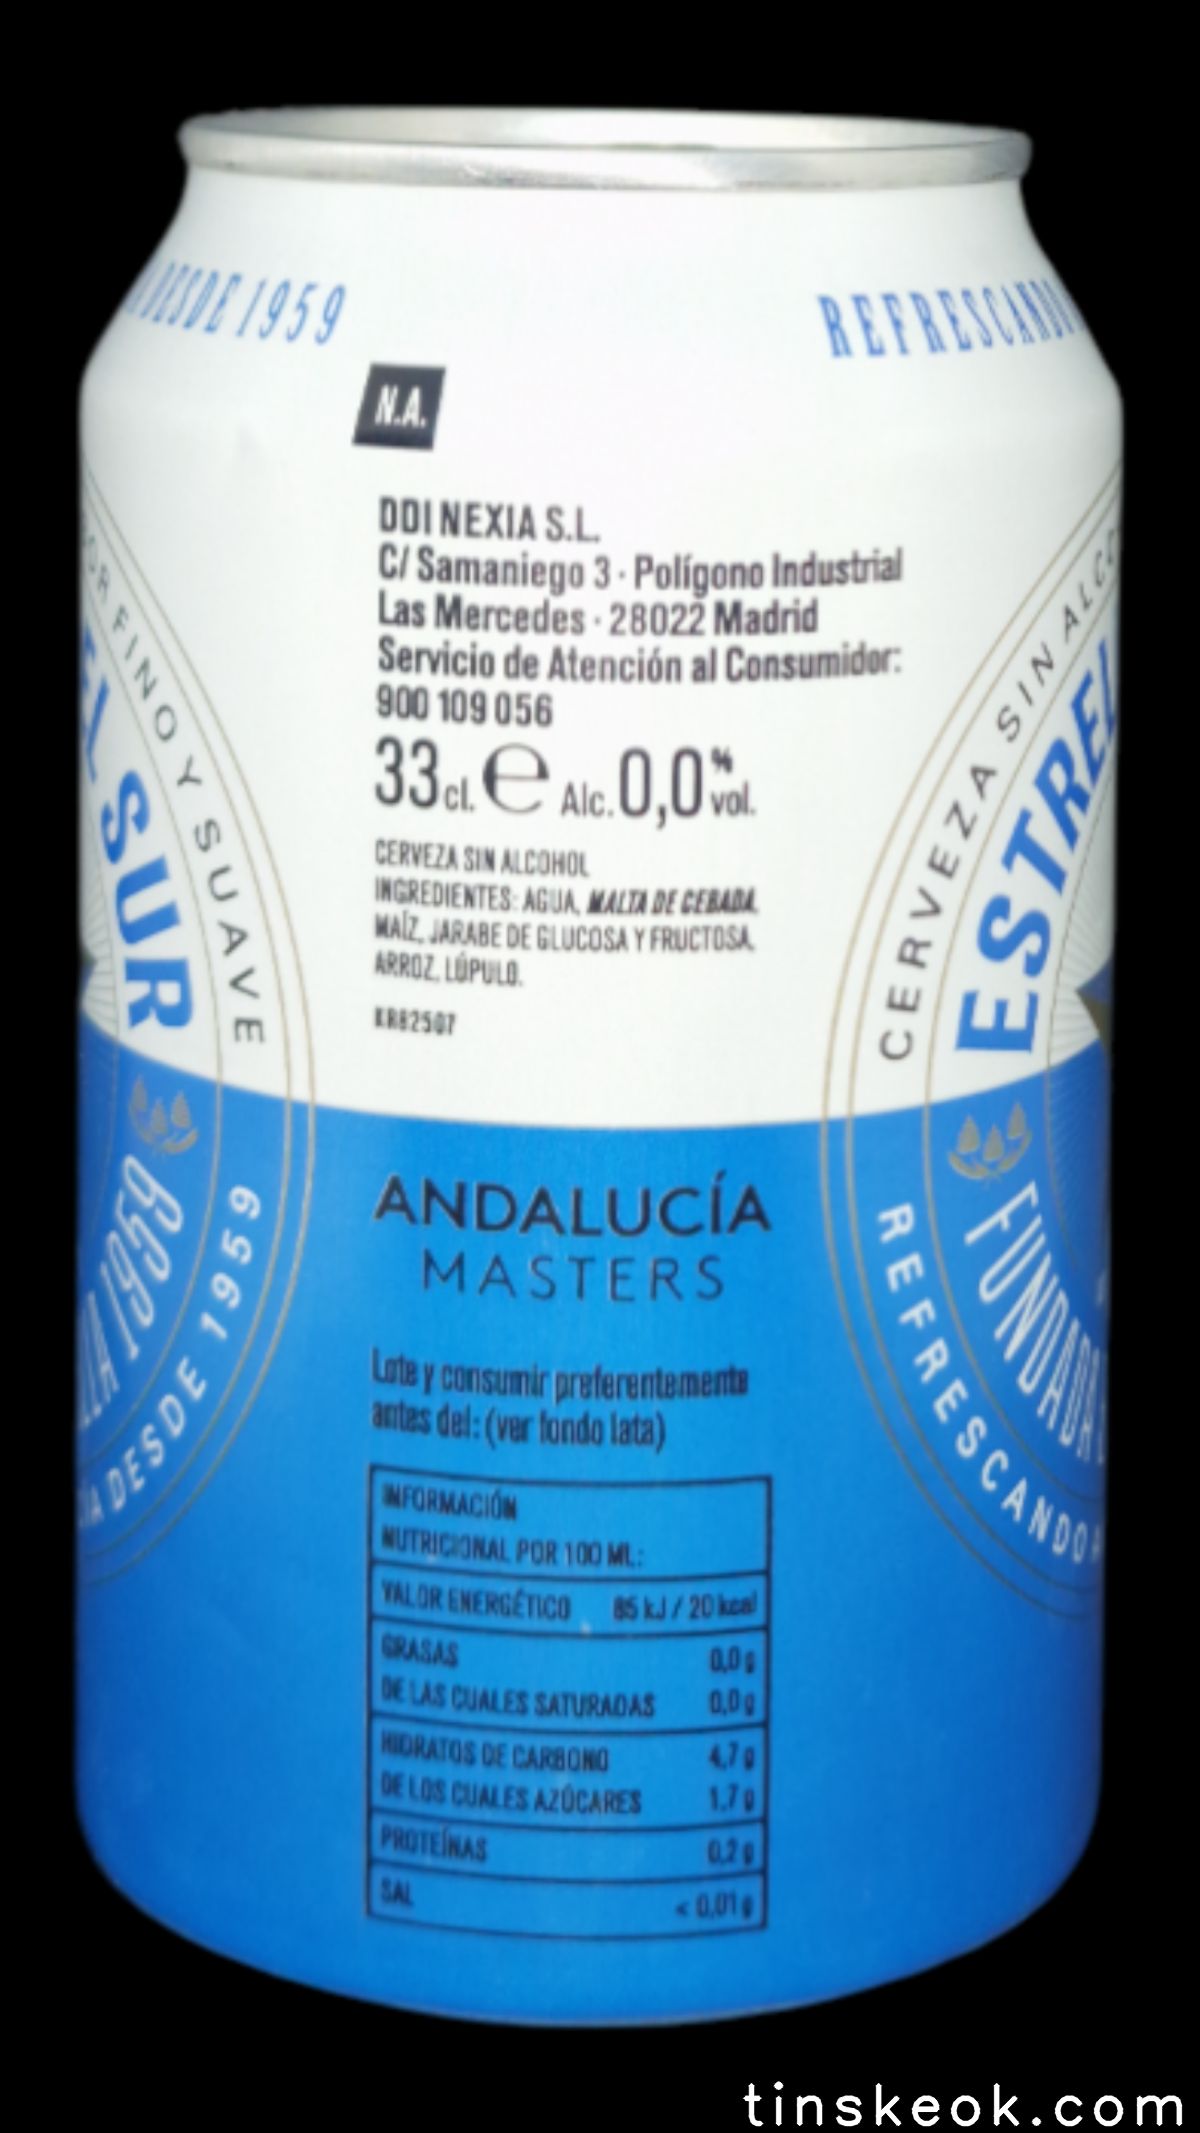 DESDE 1959
REFRESCANDO
N.A.
DDI NEXIA S.L.
C/ Samaniego 3 · Polígono Industrial
Las Mercedes · 28022 Madrid
Servicio de Atención al Consumidor:
900 109 056
33 cl. e Alc. 0,0 % vol.
CERVEZA SIN ALCOHOL
INGREDIENTES: AGUA, MALTA DE CEBADA,
MAÍZ, JARABE DE GLUCOSA Y FRUCTOSA,
ARROZ, LÚPULO.
KR82507
FINO Y SUAVE
SUR
1959
DESDE 1959
CERVEZA SIN
FUNDADA
REFRESCANDO
ANDALUCÍA
MASTERS
Lote y consumir preferentemente
antes del: (ver fondo lata)
INFORMACIÓN
NUTRICIONAL POR 100 ML:
VALOR ENERGÉTICO 85 kJ / 20 kcal
GRASAS 0,0 g
DE LAS CUALES SATURADAS 0,0 g
HIDRATOS DE CARBONO 4,7 g
DE LOS CUALES AZÚCARES 1,7 g
PROTEÍNAS 0,2 g
SAL < 0,01 g
tinskeok.com